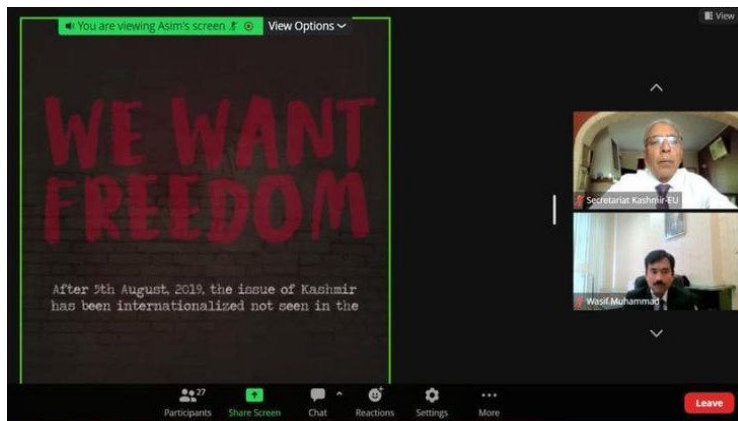 You are viewing Asim's screen
View Options
View
WE WANT
FREEDOM
After 5th August, 2019, the issue of Kashmir
has been internationalized not seen in the
Secretariat Kashmir-EU
Wasif Muhammad
27
Participants
Share Screen
Chat
Reactions
Settings
More
Leave